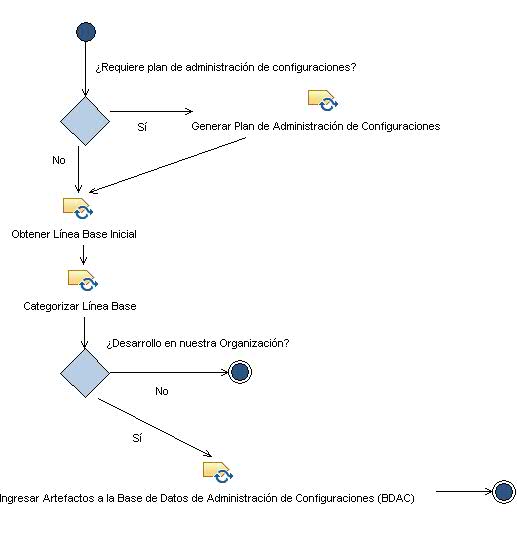 ¿Requiere plan de administración de configuraciones?
Sí
Generar Plan de Administración de Configuraciones
No
Obtener Línea Base Inicial
Categorizar Línea Base
¿Desarrollo en nuestra Organización?
No
Sí
Ingresar Artefactos a la Base de Datos de Administración de Configuraciones (BDAC)